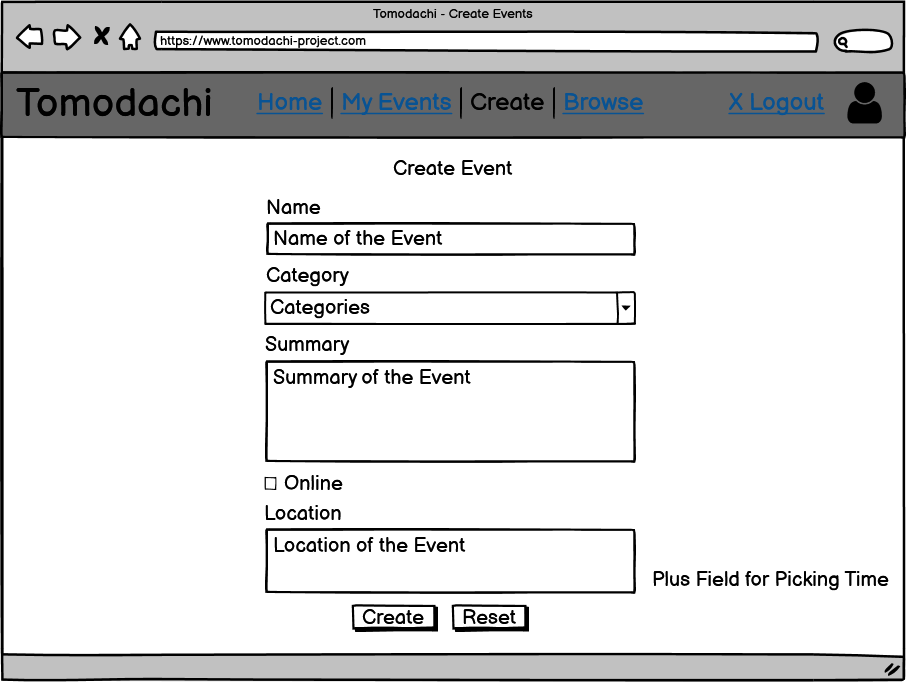 Tomodachi - Create Events
https://www.tomodachi-project.com
Tomodachi Home My Events Create Browse X Logout
Create Event
Name
Name of the Event
Category
Categories
Summary
Summary of the Event
Online
Location
Location of the Event
Plus Field for Picking Time
Create Reset